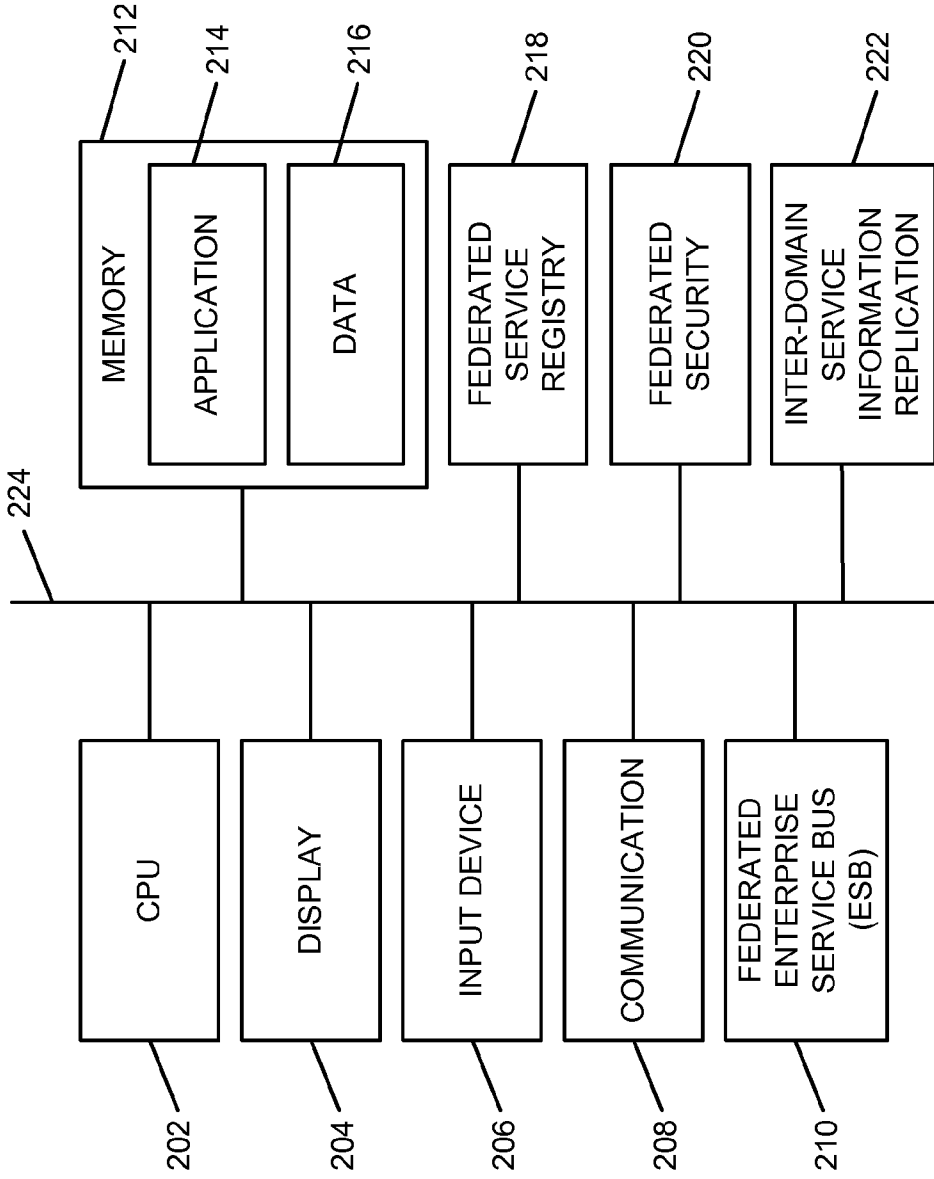 224
212
MEMORY
214
APPLICATION
216
DATA
218
FEDERATED
SERVICE
REGISTRY
220
FEDERATED
SECURITY
222
INTER-DOMAIN
SERVICE
INFORMATION
REPLICATION
CPU
202
DISPLAY
204
INPUT DEVICE
206
COMMUNICATION
208
FEDERATED
ENTERPRISE
SERVICE BUS
(ESB)
210